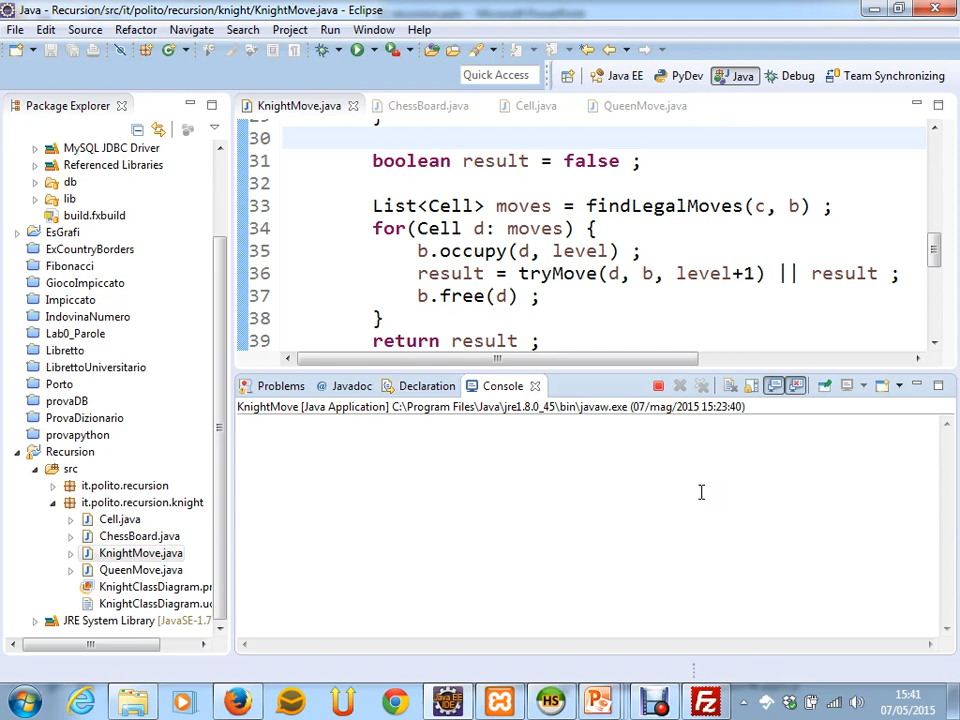 Java - Recursion/src/it/polito/recursion/knight/KnightMove.java - Eclipse
File Edit Source Refactor Navigate Search Project Run Window Help
Quick Access
Java EE PyDev Java Debug Team Synchronizing
Package Explorer
KnightMove.java ChessBoard.java Cell.java QueenMove.java
MySQL JDBC Driver
Referenced Libraries
db
lib
build.fxbuild
EsGrafi
ExCountryBorders
Fibonacci
GiocoImpiccato
Impiccato
IndovinaNumero
Lab0_Parole
Libretto
LibrettoUniversitario
Porto
provaDB
ProvaDizionario
provapython
Recursion
src
it.polito.recursion
it.polito.recursion.knight
Cell.java
ChessBoard.java
KnightMove.java
QueenMove.java
KnightClassDiagram.pr
KnightClassDiagram.uc
JRE System Library [JavaSE-1.7
29 }
30
31 boolean result = false ;
32
33 List<Cell> moves = findLegalMoves(c, b) ;
34 for(Cell d: moves) {
35 b.occupy(d, level) ;
36 result = tryMove(d, b, level+1) || result ;
37 b.free(d) ;
38 }
39 return result ;
Problems @ Javadoc Declaration Console
KnightMove [Java Application] C:\Program Files\Java\jre1.8.0_45\bin\javaw.exe (07/mag/2015 15:23:40)
15:41
07/05/2015